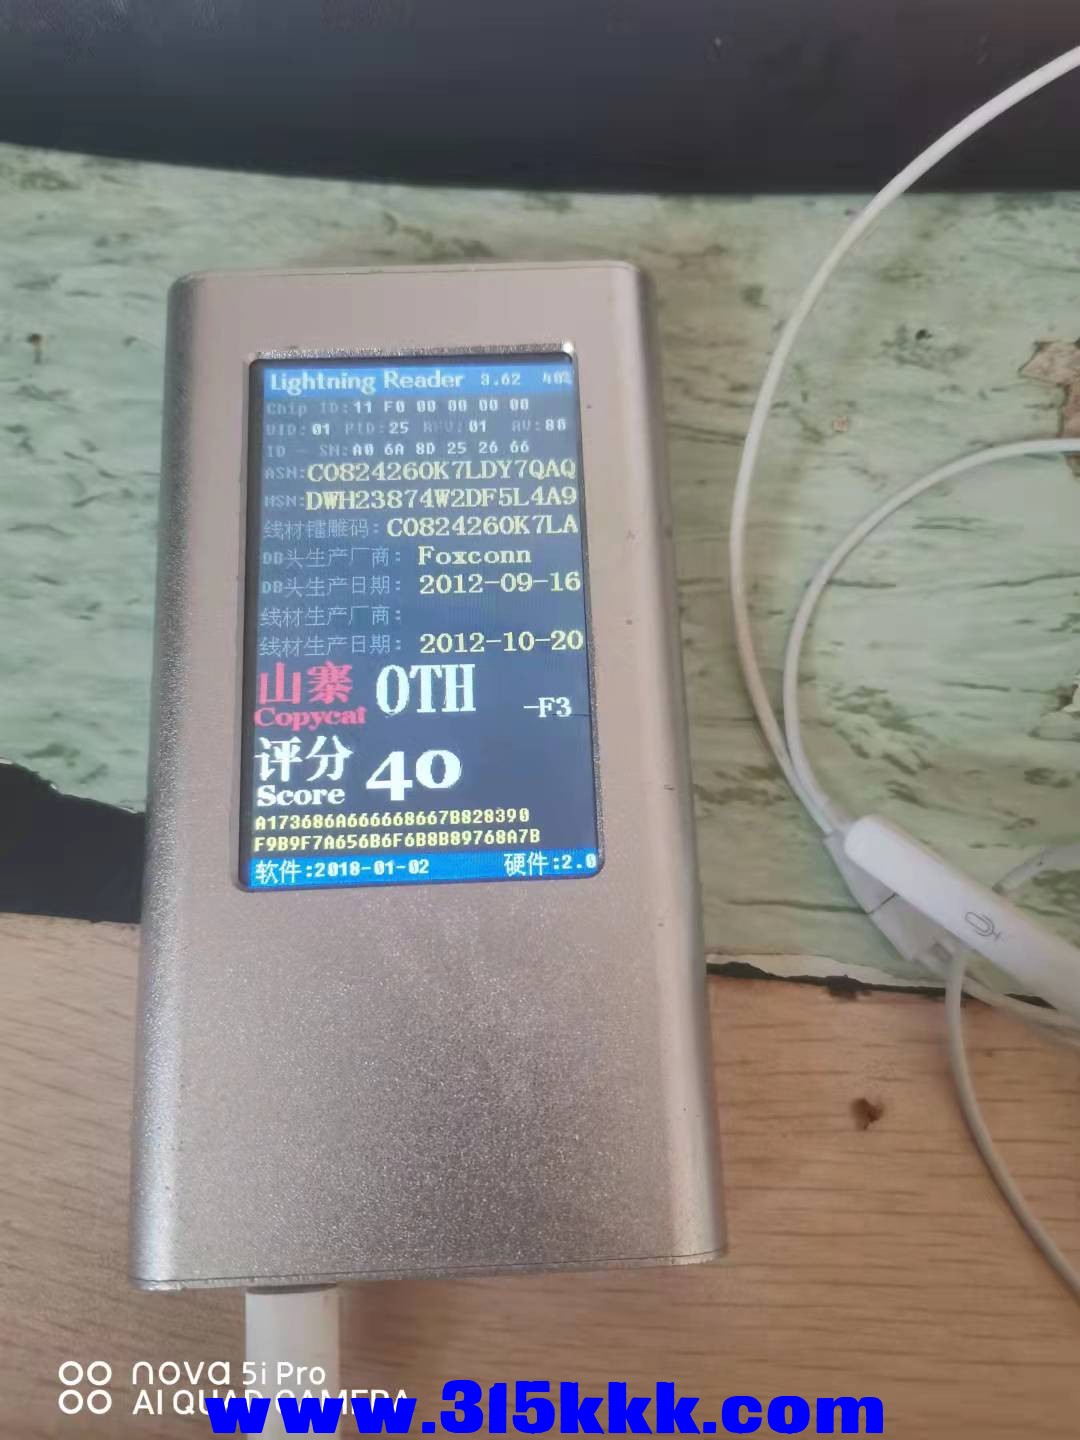 Lightning Reader 3.62 40%
Chip ID:11 F0 00 00 00 00
VID:01 PID:25 REV:01 AV:80
ID - SN:A0 6A 8D 25 26 66
ASN:C0824260K7LDY7QAQ
MSN:DWH23874W2DF5L4A9
线材镭雕码:C0824260K7LA
DB头生产厂商: Foxconn
DB头生产日期: 2012-09-16
线材生产厂商:
线材生产日期: 2012-10-20
山寨 OTH -F3
Copycat
评分 40
Score
A173686A666668667B828390
F9B9F7A656B6F6B8B89768A7B
软件:2018-01-02 硬件:2.0
nova 5i Pro
AI QUAD CAMERA
www.315kkk.com